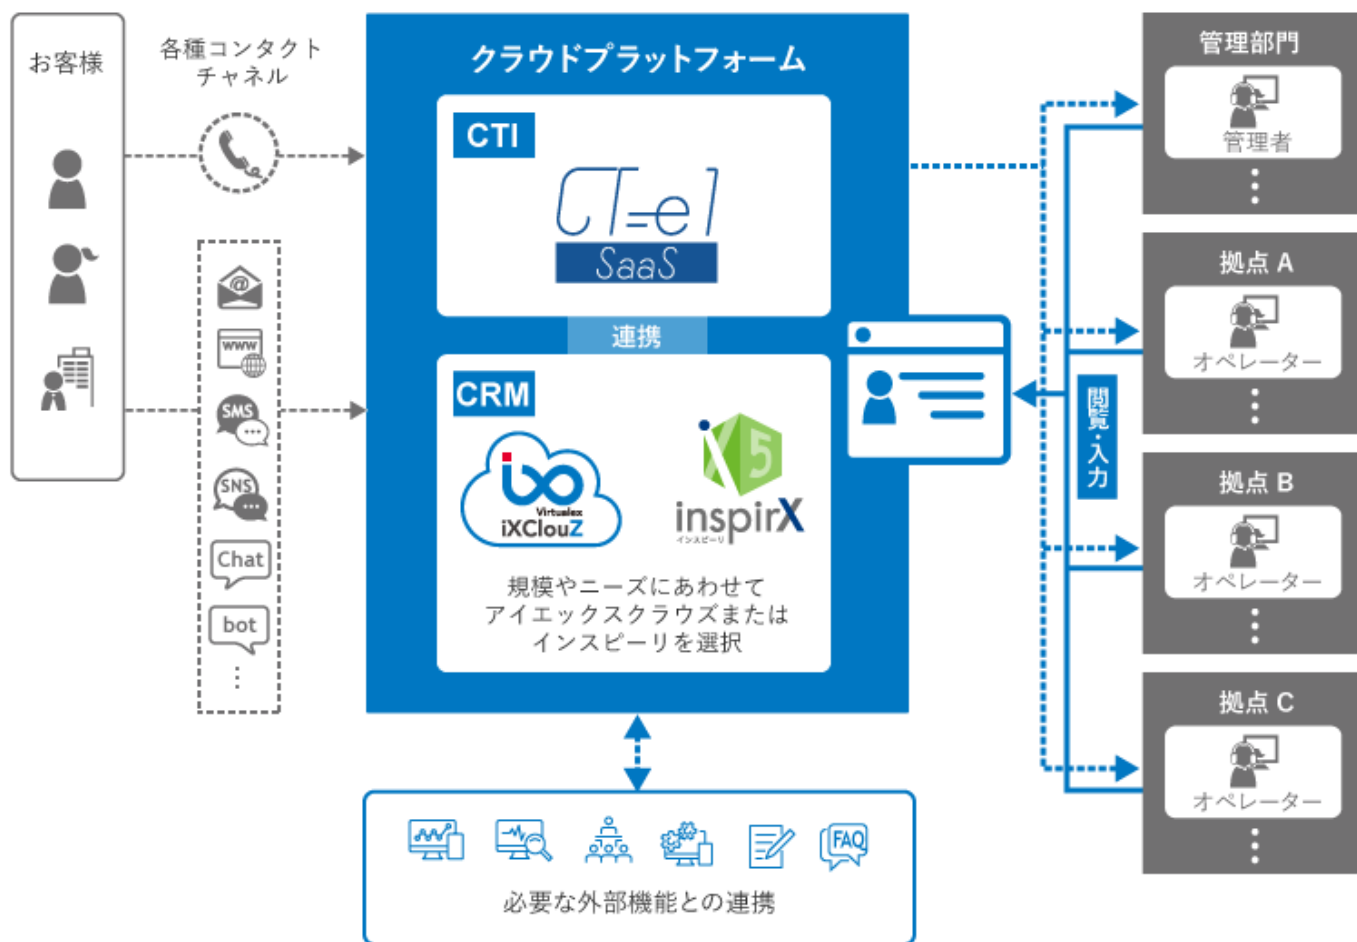 お客様
各種コンタクト
チャネル
@
WWW
SMS
SNS
Chat
bot
クラウドプラットフォーム
CTI
CT=e1
SaaS
連携
CRM
Virtualex
iXClouZ
X5
inspirX
インスピーリ
規模やニーズにあわせて
アイエックスクラウズまたは
インスピーリを選択
閲覧・入力
管理部門
管理者
拠点 A
オペレーター
拠点 B
オペレーター
拠点 C
オペレーター
FAQ
必要な外部機能との連携